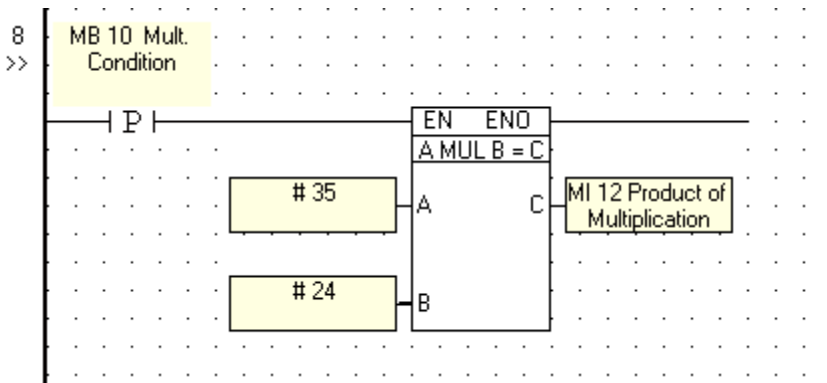 8
>>
MB 10 Mult.
Condition
P
EN ENO
A MUL B = C
# 35
A
C
MI 12 Product of
Multiplication
# 24
B